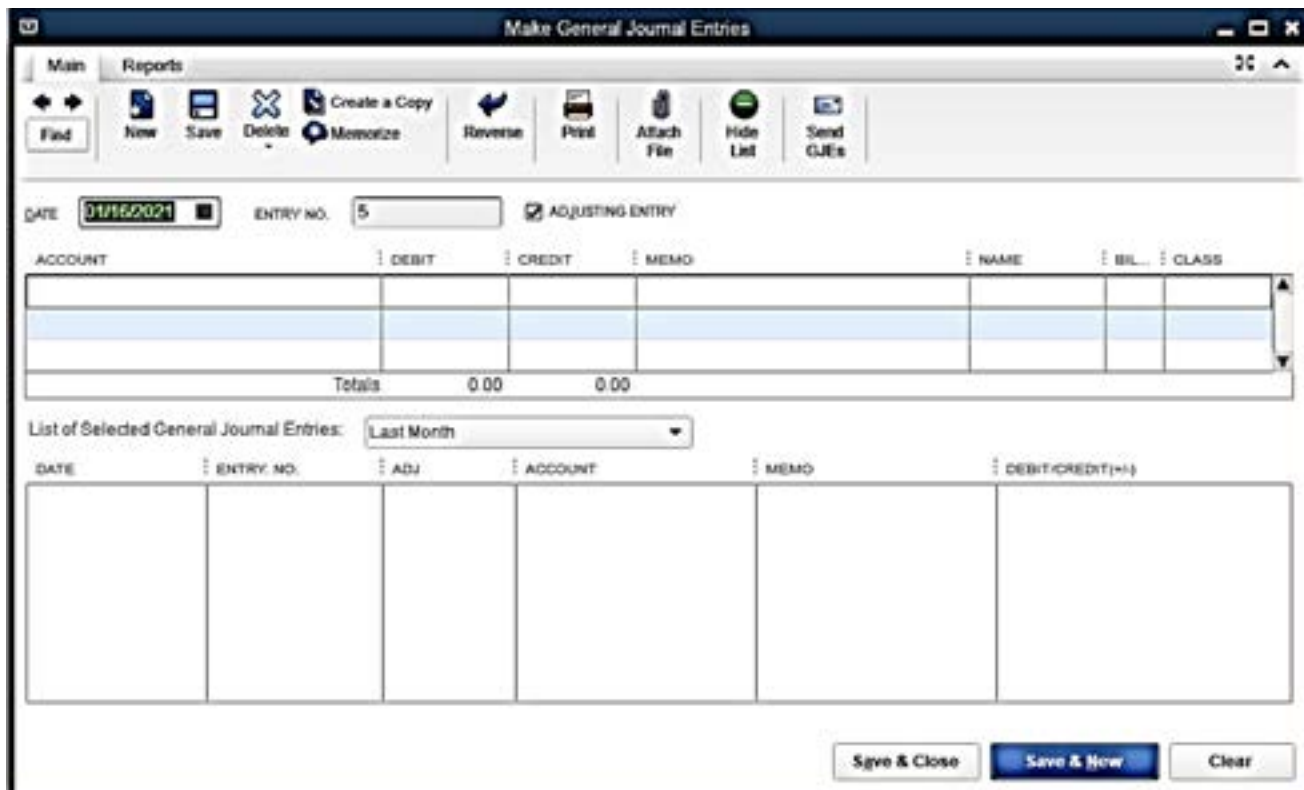 Make General Journal Entries
Main Reports
Find New Save Delete Create a Copy Memorize Reverse Print Attach File Hide List Send GJEs
DATE 01/16/2021 ENTRY NO. 5 ADJUSTING ENTRY
ACCOUNT DEBIT CREDIT MEMO NAME BIL... CLASS
Totals 0.00 0.00
List of Selected General Journal Entries: Last Month
DATE ENTRY. NO. ADJ ACCOUNT MEMO DEBIT/CREDIT(+/-)
Save & Close Save & New Clear